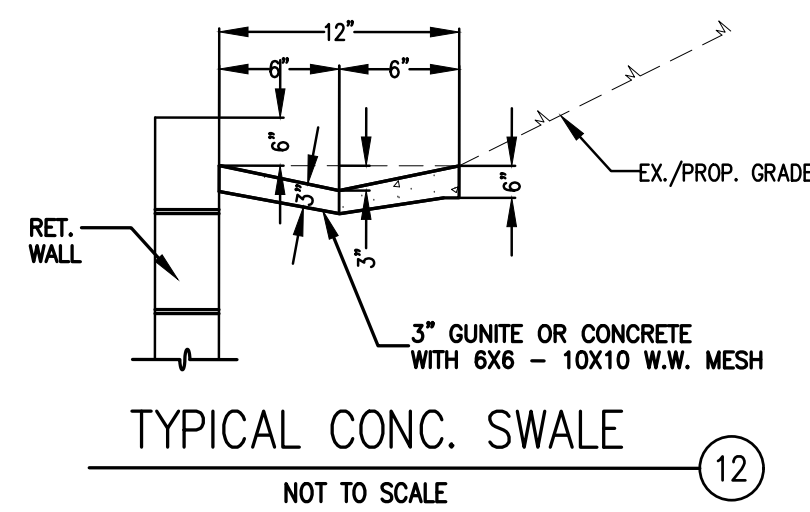 12"
6" 6"
6"
3"
3"
6"
EX./PROP. GRADE
RET.
WALL
3" GUNITE OR CONCRETE
WITH 6X6 - 10X10 W.W. MESH
TYPICAL CONC. SWALE
12
NOT TO SCALE